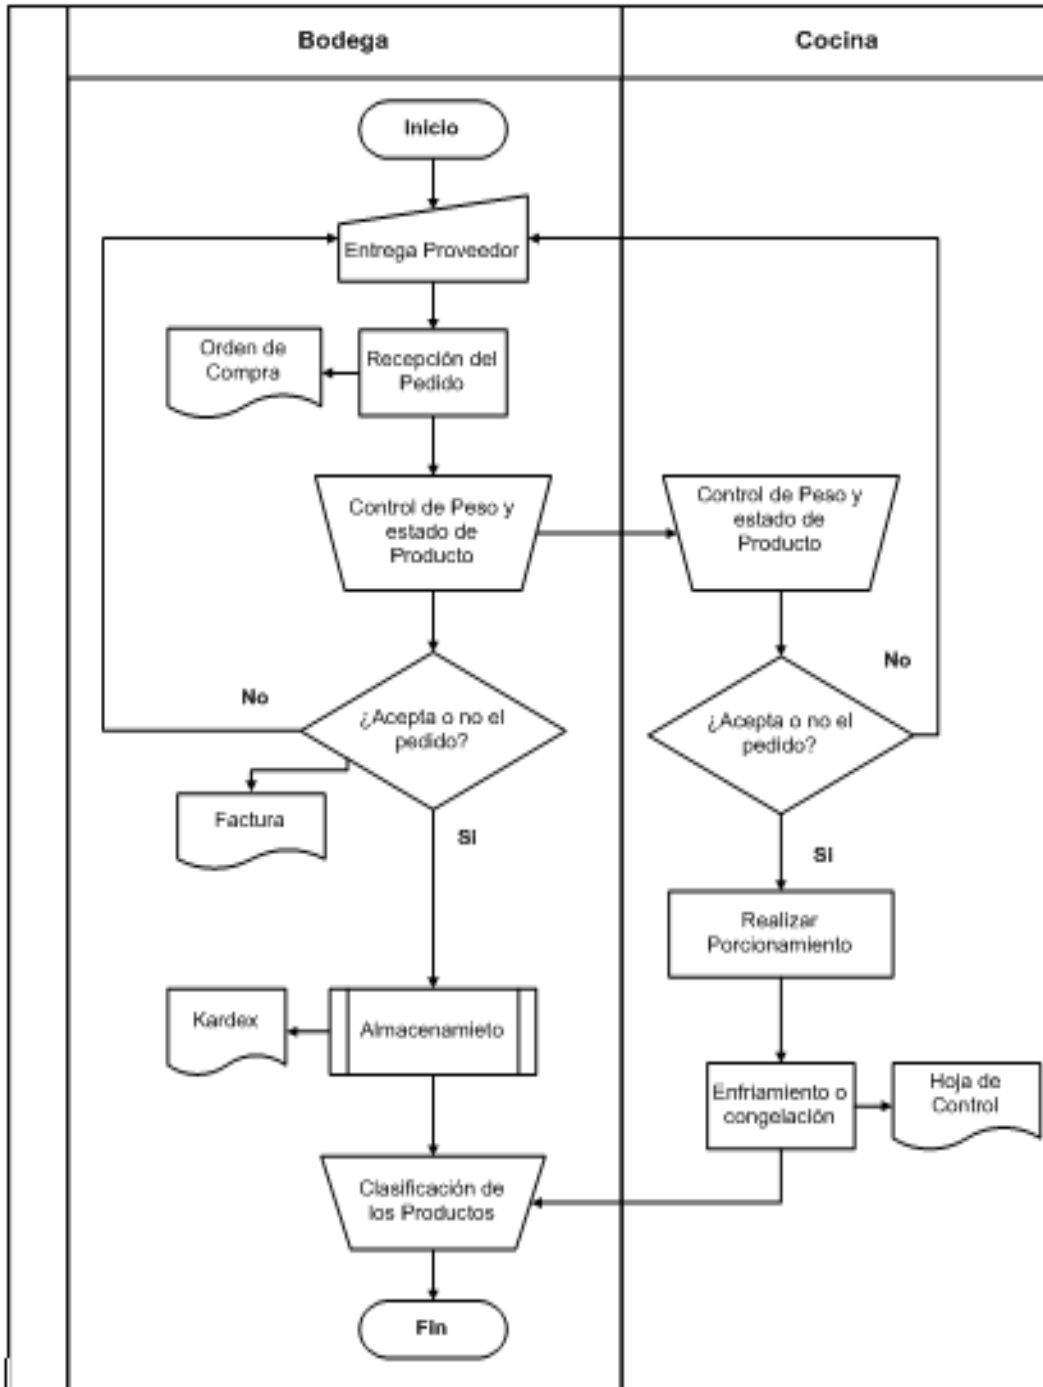 Bodega
Cocina
Inicio
Entrega Proveedor
Orden de
Compra
Recepción del
Pedido
Control de Peso y
estado de
Producto
Control de Peso y
estado de
Producto
No
¿Acepta o no el
pedido?
No
¿Acepta o no el
pedido?
Factura
Si
Si
Realizar
Porcionamiento
Kardex
Almacenamieto
Enfriamiento o
congelación
Hoja de
Control
Clasificación de
los Productos
Fin